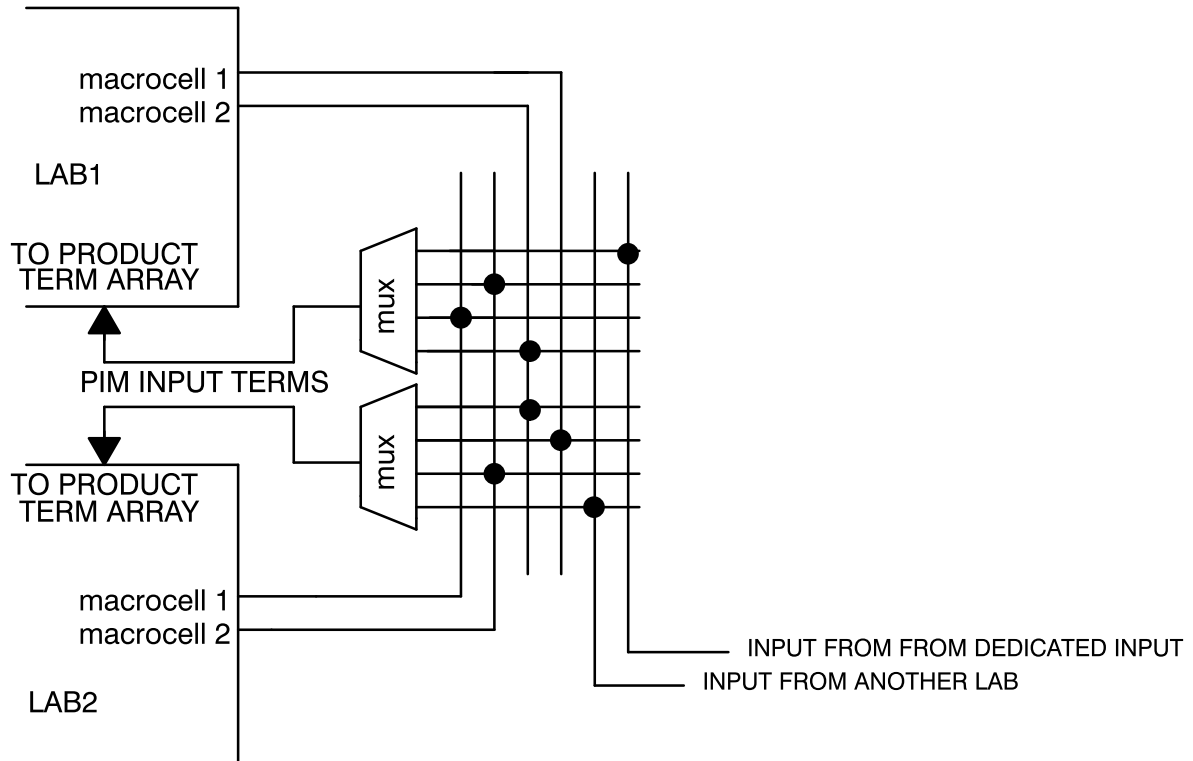 macrocell 1
macrocell 2
LAB1
TO PRODUCT
TERM ARRAY
mux
PIM INPUT TERMS
mux
TO PRODUCT
TERM ARRAY
macrocell 1
macrocell 2
INPUT FROM FROM DEDICATED INPUT
INPUT FROM ANOTHER LAB
LAB2